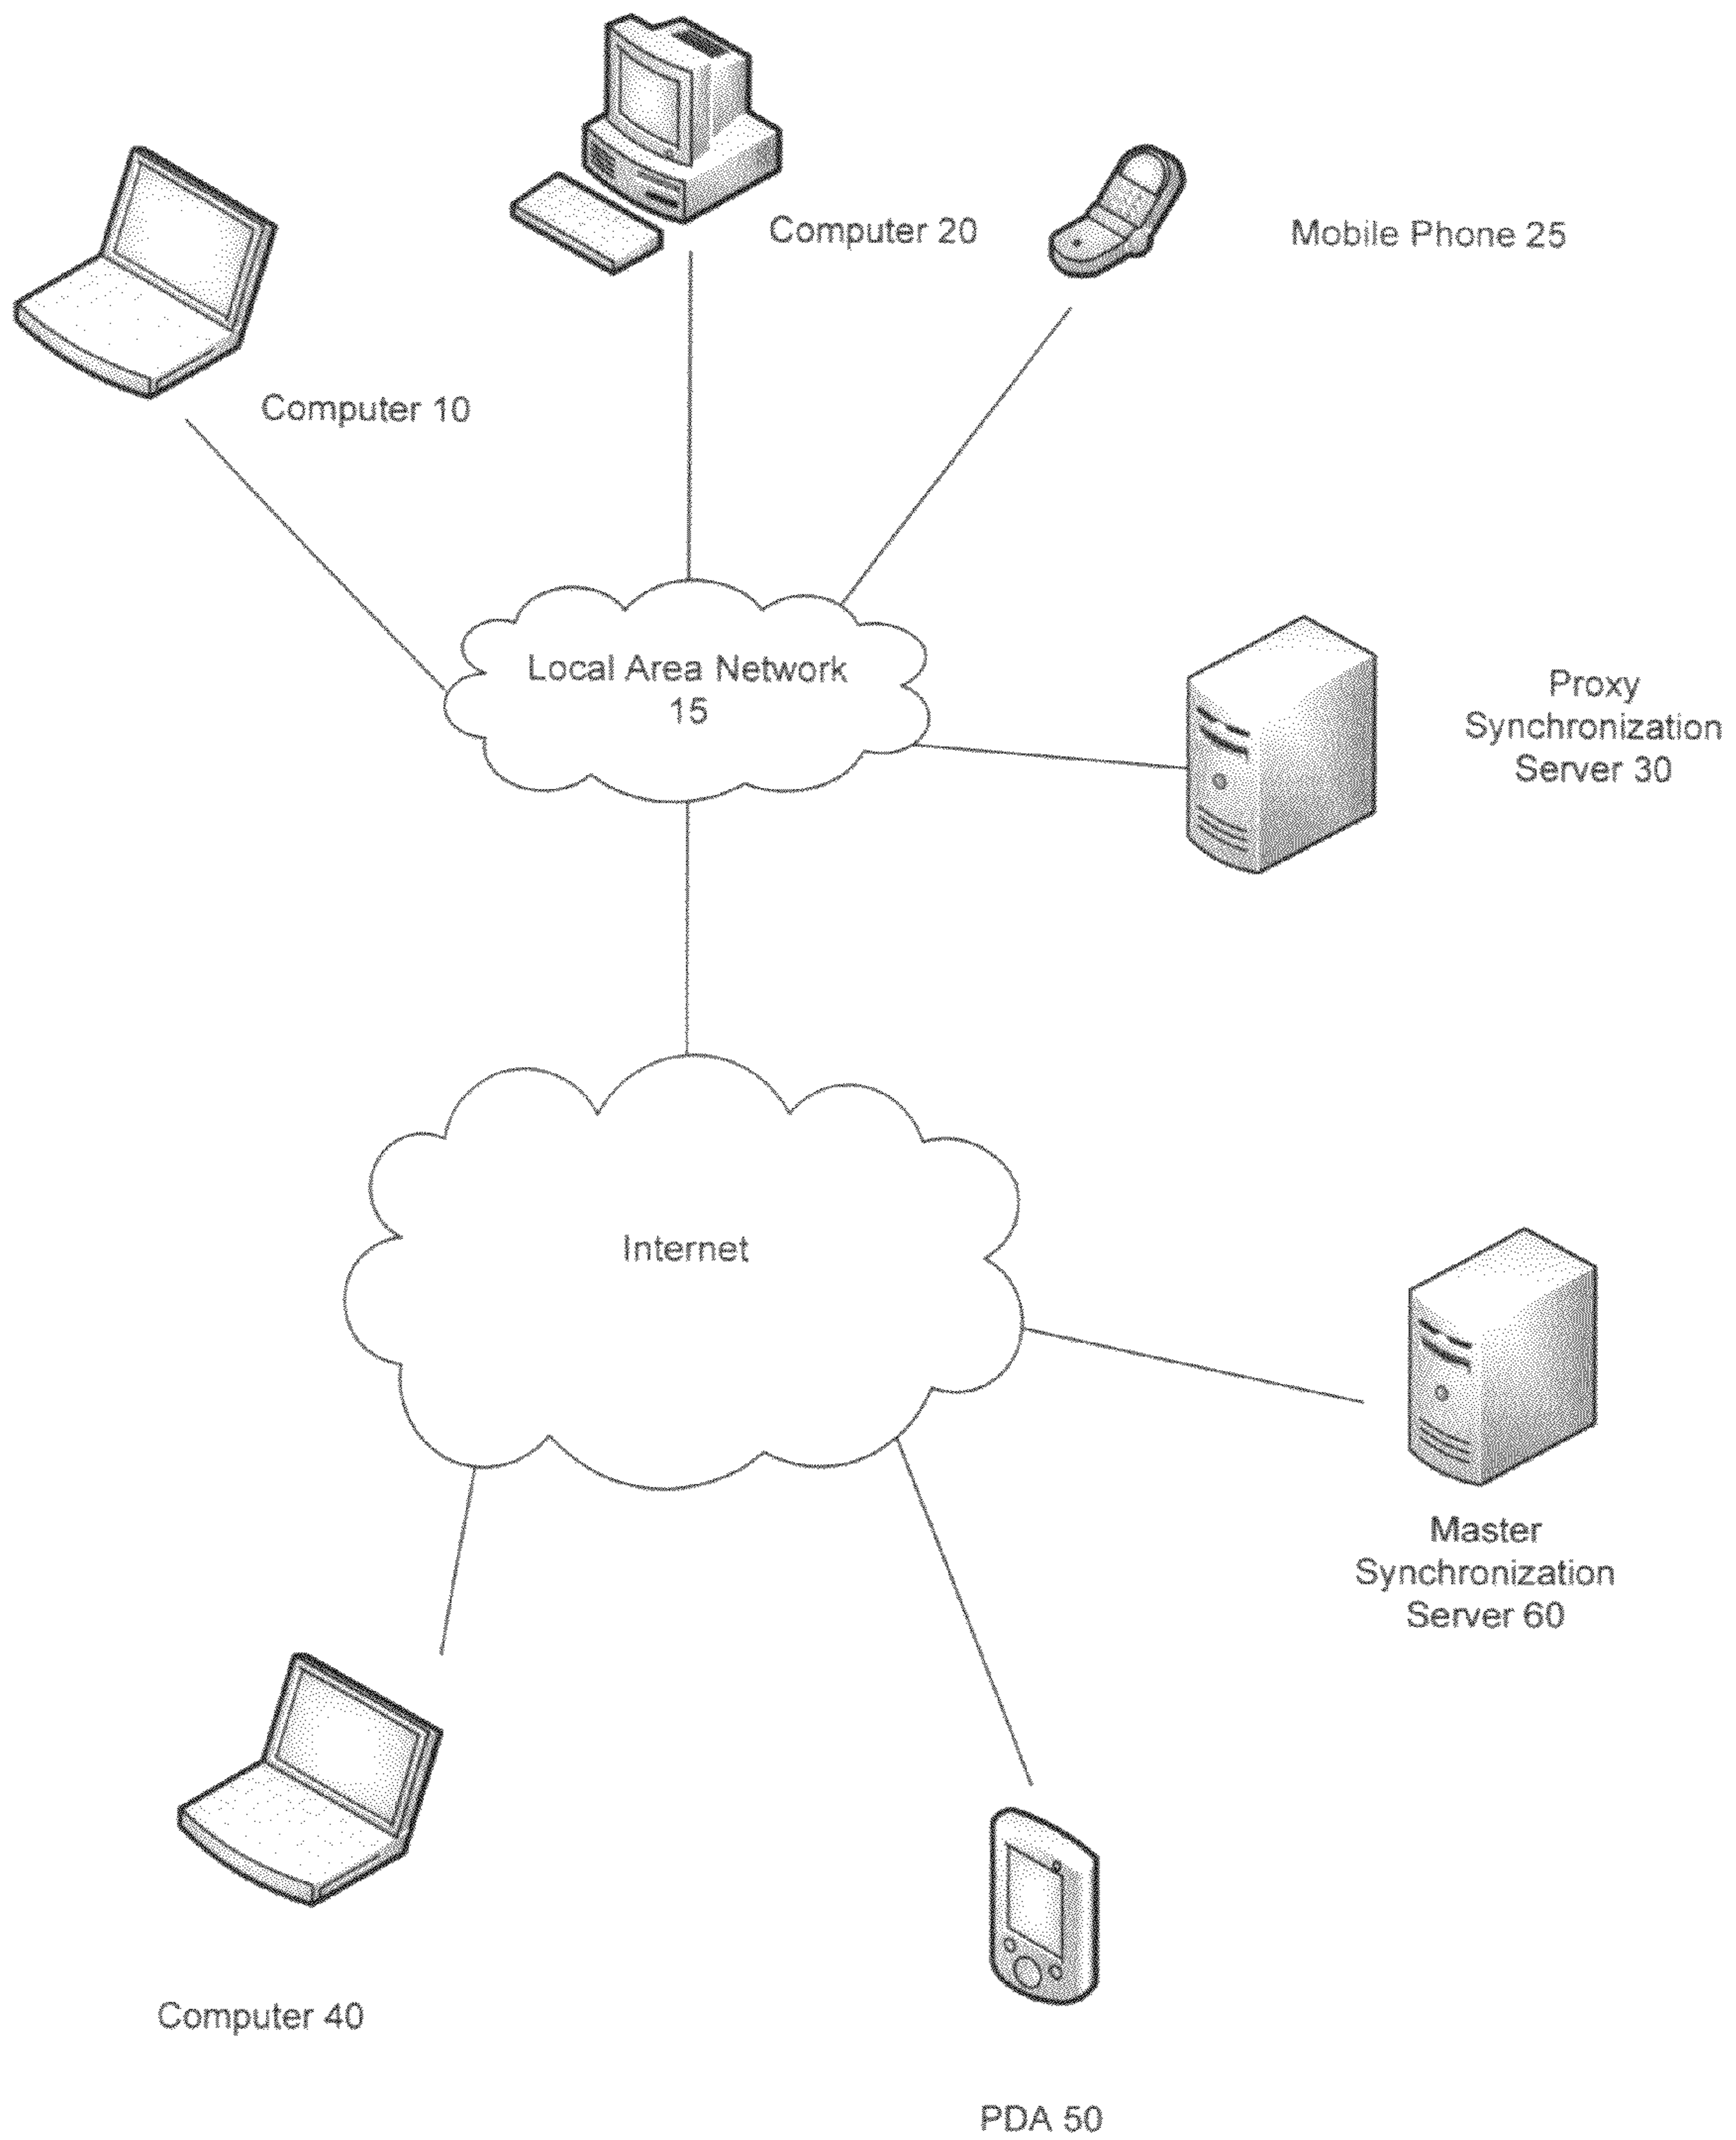 Computer 20
Mobile Phone 25
Computer 10
Local Area Network
15
Proxy
Synchronization
Server 30
Internet
Master
Synchronization
Server 60
Computer 40
PDA 50